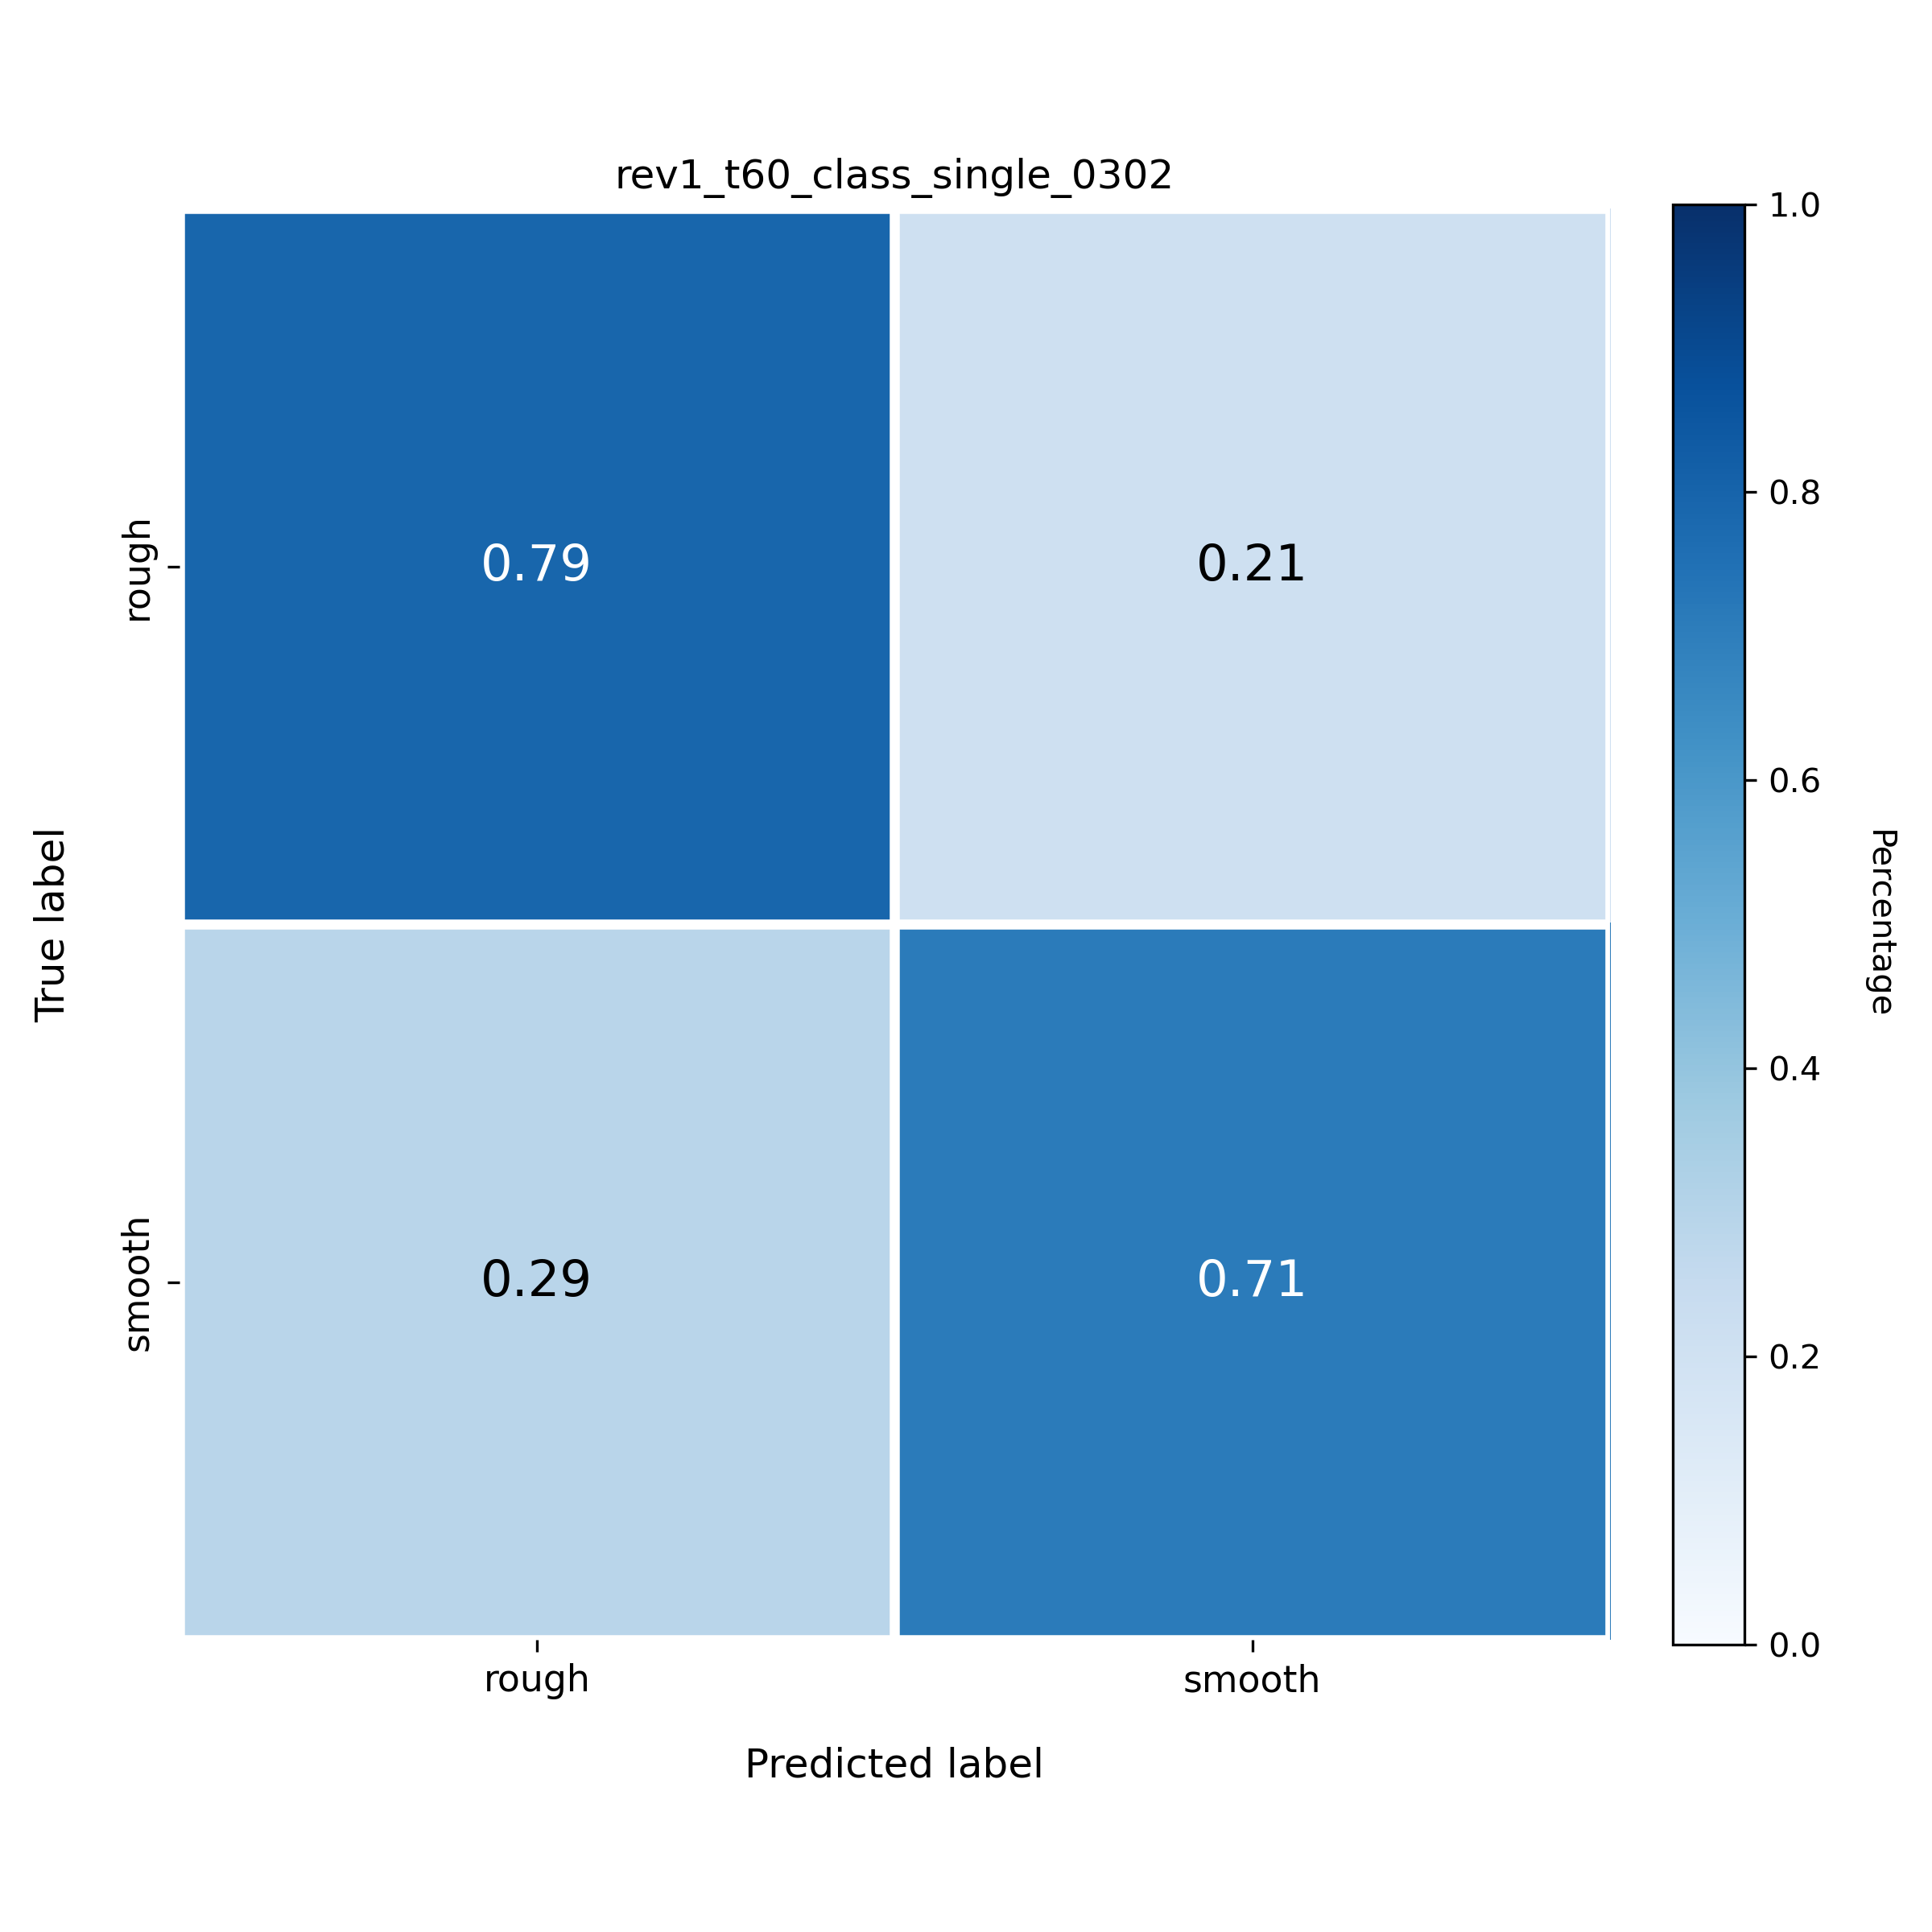 rev1_t60_class_single_0302
True label
rough
smooth
0.79
0.21
0.29
0.71
rough
smooth
Predicted label
1.0
0.8
0.6
0.4
0.2
0.0
Percentage